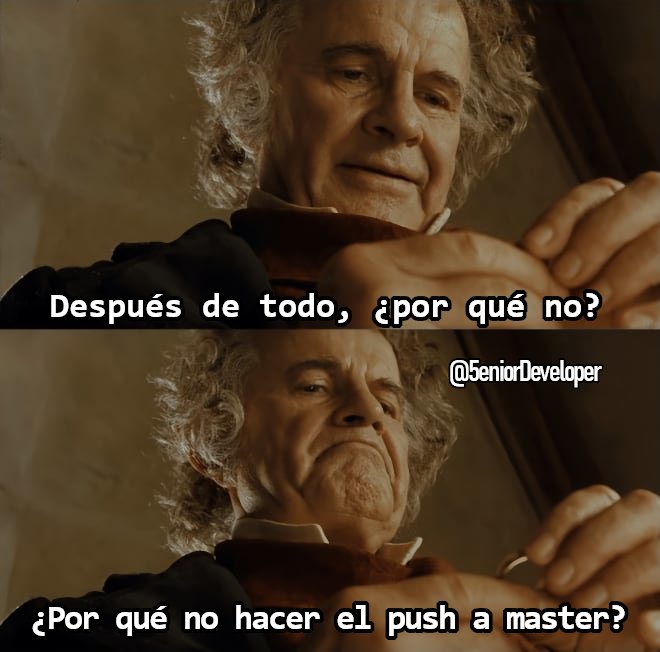 Después de todo, ¿por qué no?
@5eniorDeveloper
¿Por qué no hacer el push a master?